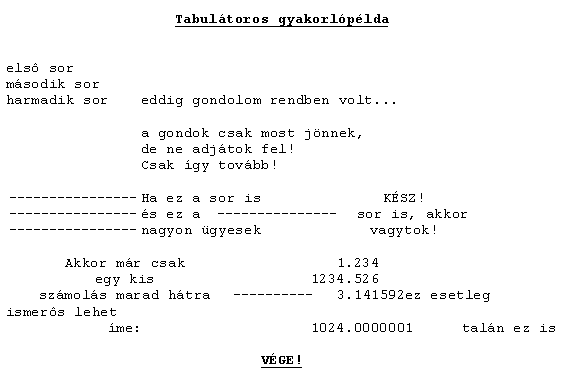 Tabulátoros gyakorlópélda
első sor
második sor
harmadik sor eddig gondolom rendben volt...
a gondok csak most jönnek,
de ne adjátok fel!
Csak így tovább!
---------------- Ha ez a sor is KÉSZ!
---------------- és ez a --------------- sor is, akkor
---------------- nagyon ügyesek vagytok!
Akkor már csak 1.234
egy kis 1234.526
számolás marad hátra ---------- 3.141592ez esetleg
ismerős lehet
íme: 1024.0000001 talán ez is
VÉGE!